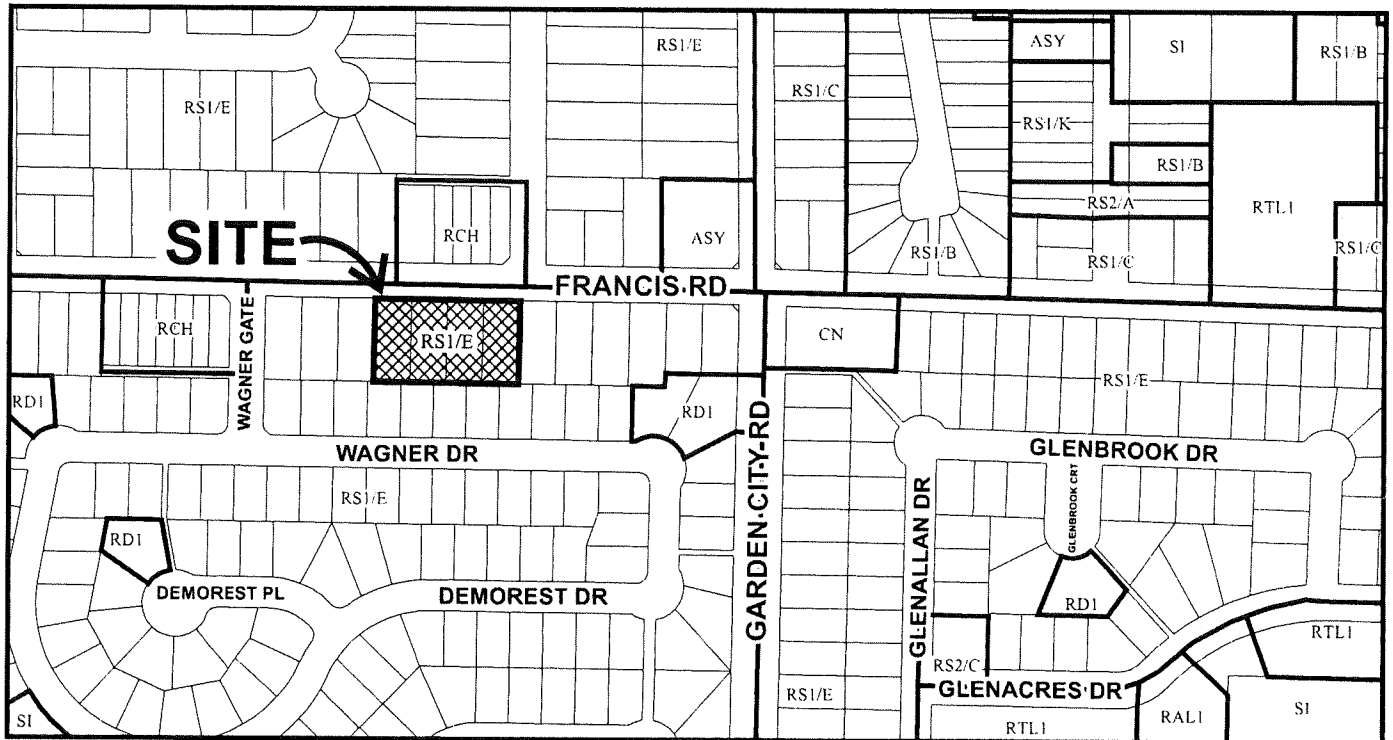 RS1/E
ASY
SI
RS1/B
RS1/E
RS1/C
RS1/K
RS1/B
RS2/A
RTL1
SITE
RCH
ASY
RS1/B
RS1/C
RS1/C
FRANCIS RD
RCH
WAGNER GATE
RS1/E
CN
RS1/E
RD1
RD1
WAGNER DR
GARDEN CITY RD
GLENBROOK DR
RS1/E
GLENBROOK CRT
RD1
DEMOREST PL
DEMOREST DR
GLENALLAN DR
RD1
RTL1
RS2/C
GLENACRES DR
SI
RS1/E
RTL1
RAL1
SI